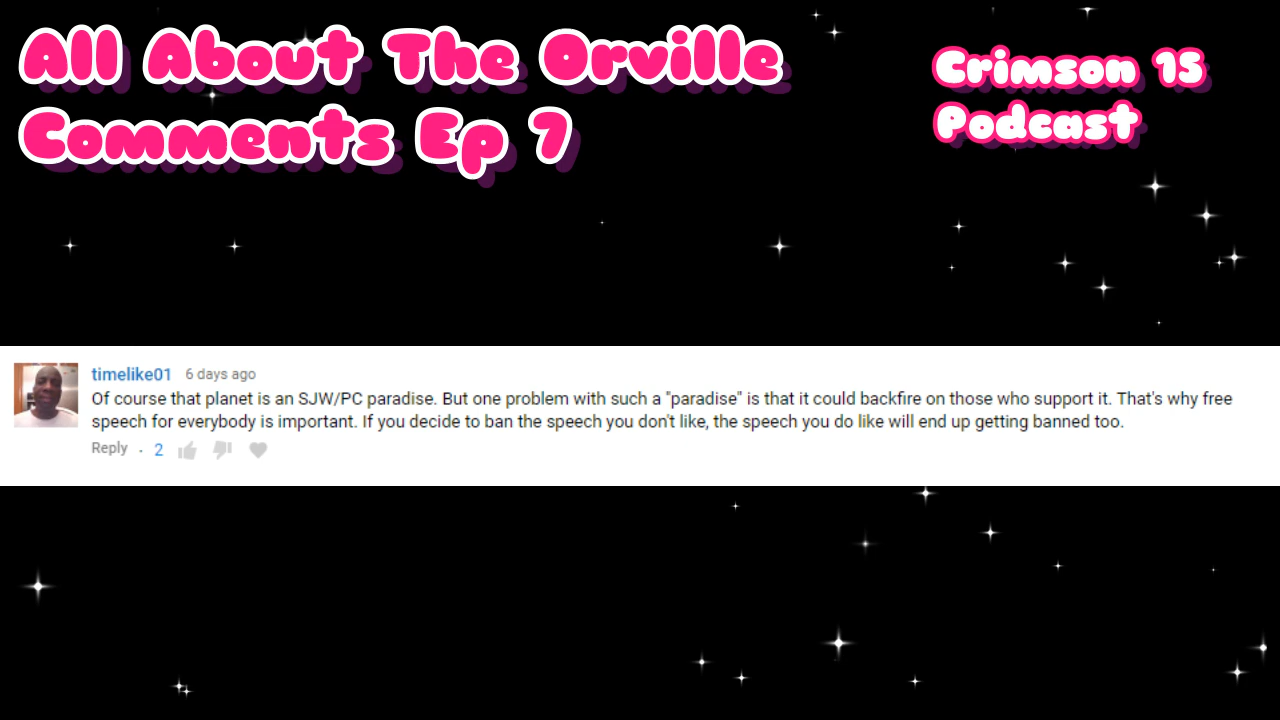 All About The Orville
Comments Ep 7
Crimson 15
Podcast
timelike01 6 days ago
Of course that planet is an SJW/PC paradise. But one problem with such a "paradise" is that it could backfire on those who support it. That's why free
speech for everybody is important. If you decide to ban the speech you don't like, the speech you do like will end up getting banned too.
Reply · 2